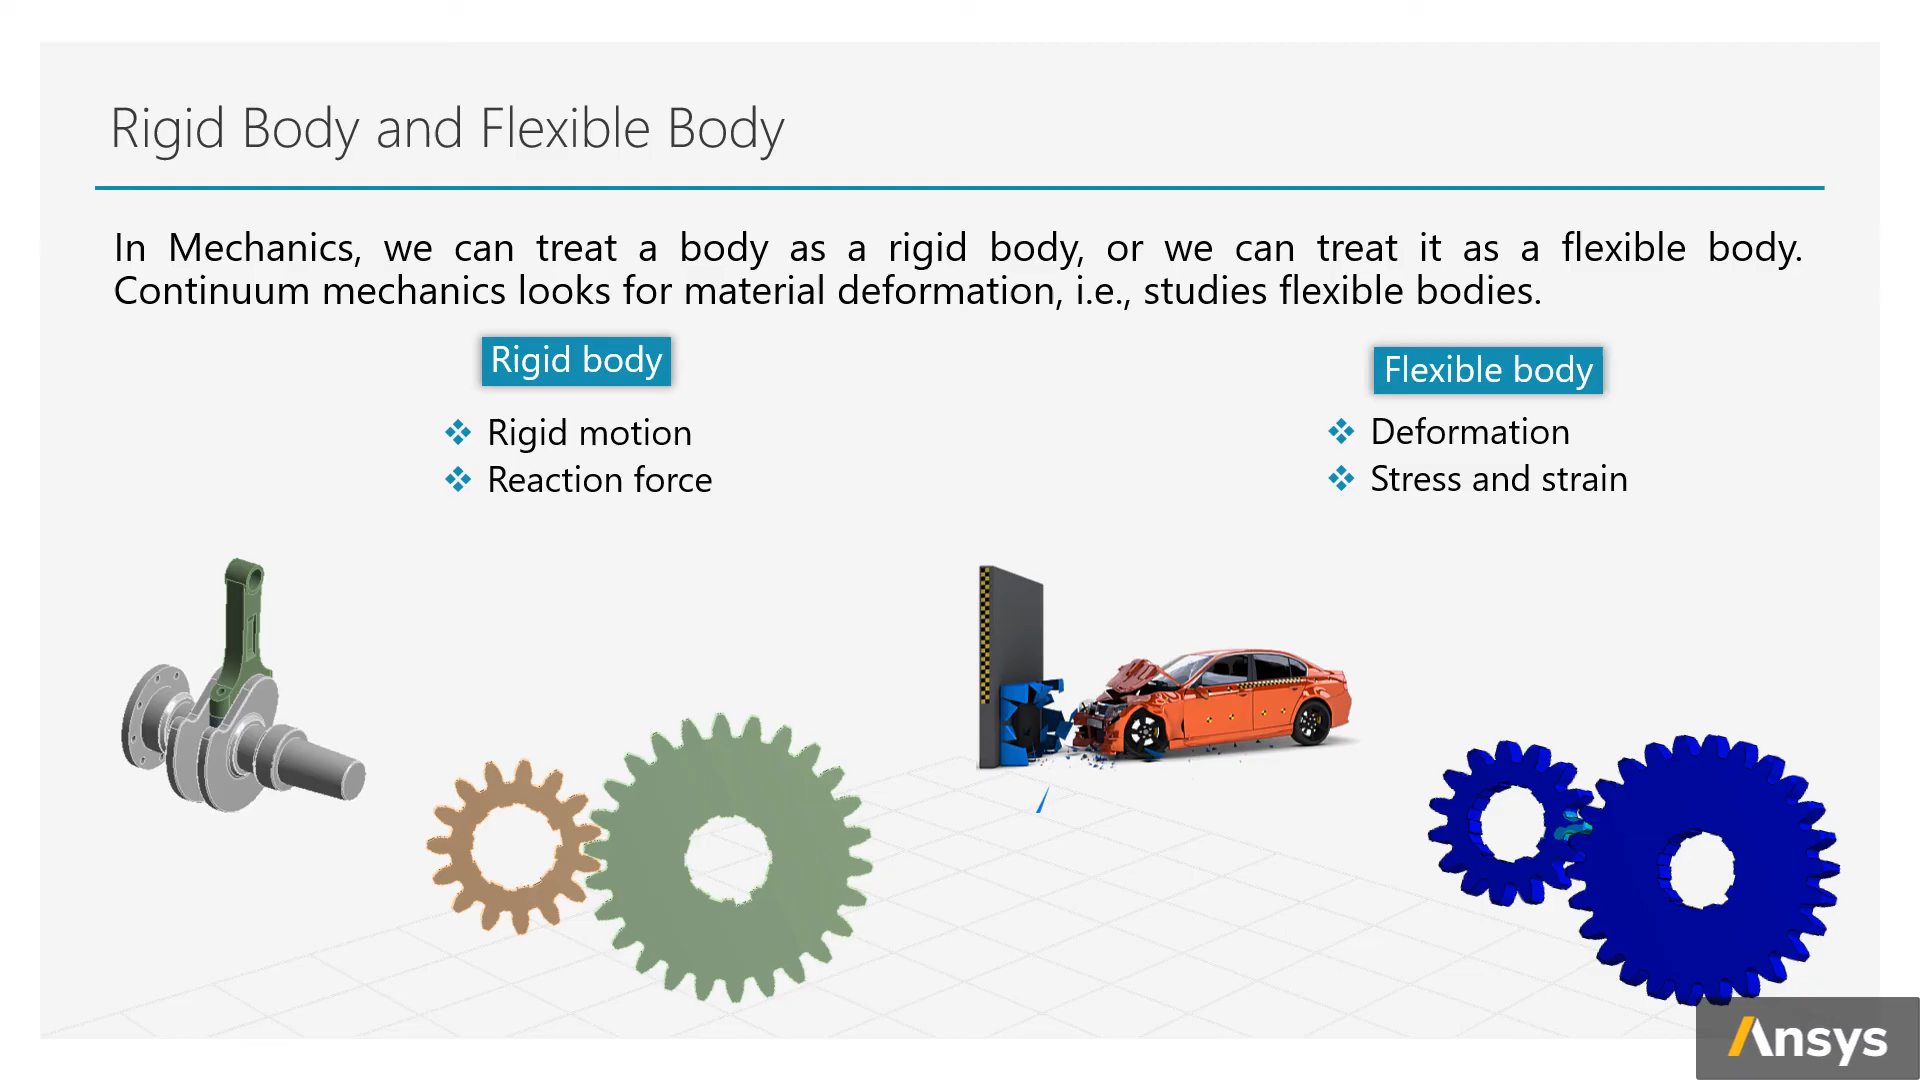 Rigid Body and Flexible Body
In Mechanics, we can treat a body as a rigid body, or we can treat it as a flexible body.
Continuum mechanics looks for material deformation, i.e., studies flexible bodies.
Rigid body
Rigid motion
Reaction force
Flexible body
Deformation
Stress and strain
Ansys